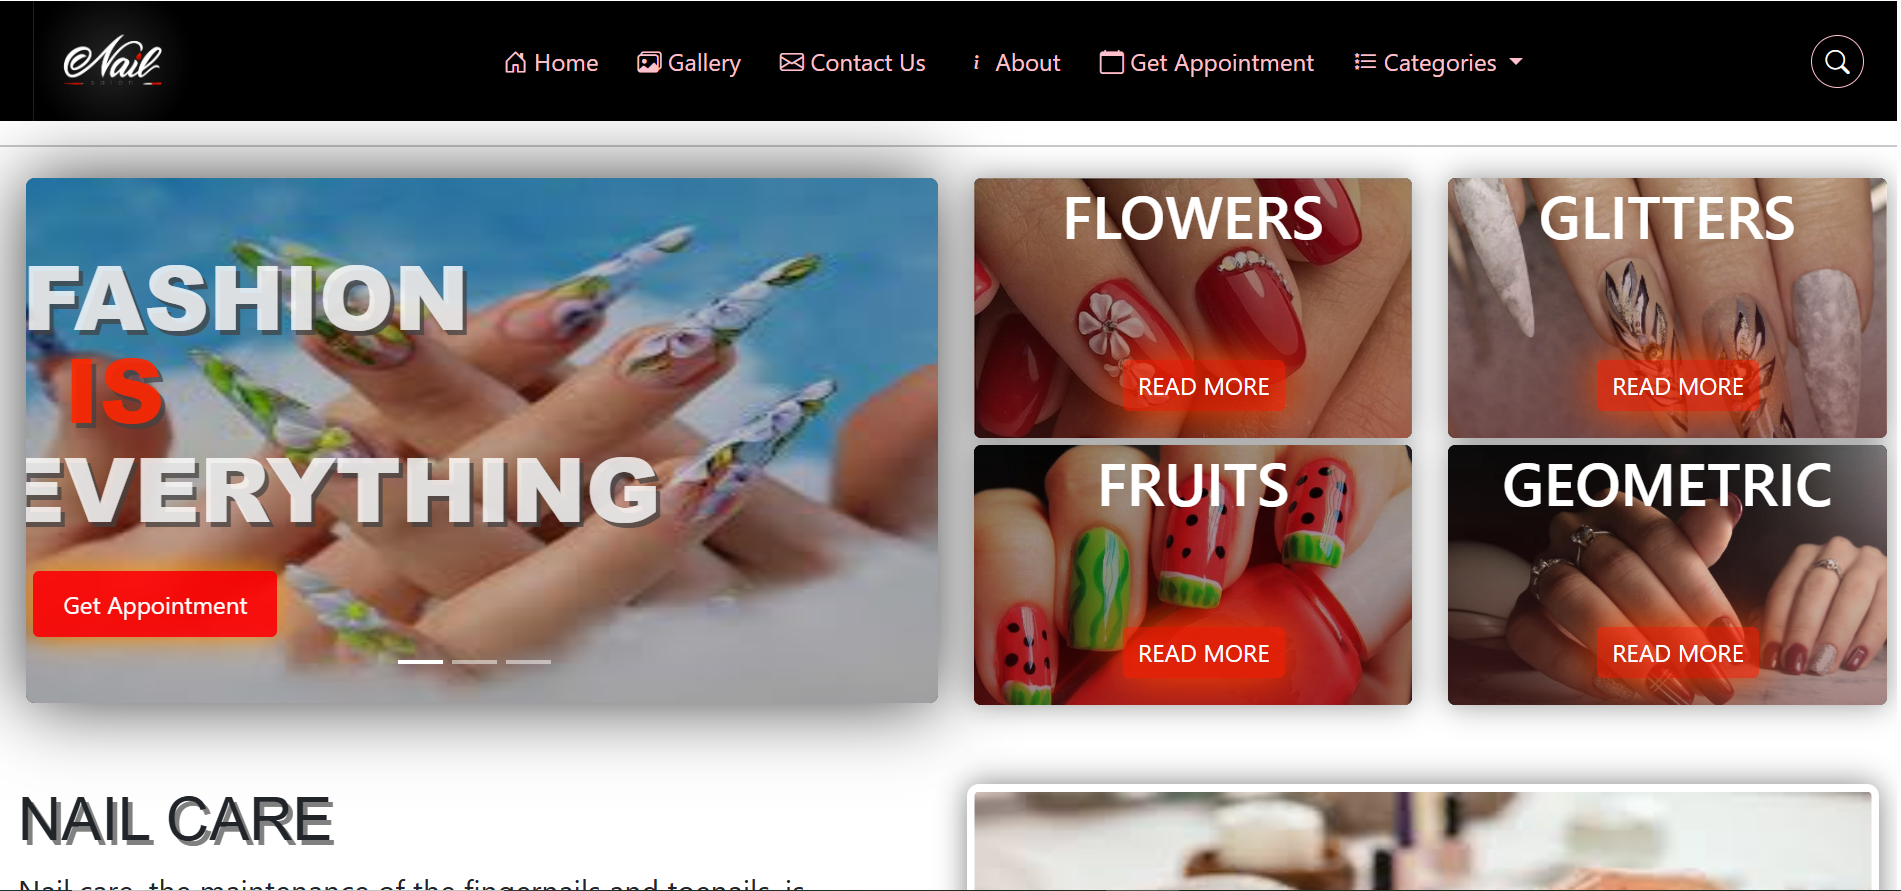 Nail
salon
Home
Gallery
Contact Us
About
Get Appointment
Categories
FASHION
IS
EVERYTHING
Get Appointment
FLOWERS
READ MORE
GLITTERS
READ MORE
FRUITS
READ MORE
GEOMETRIC
READ MORE
NAIL CARE
Nail care, the maintenance of the fingernails and toenails, is